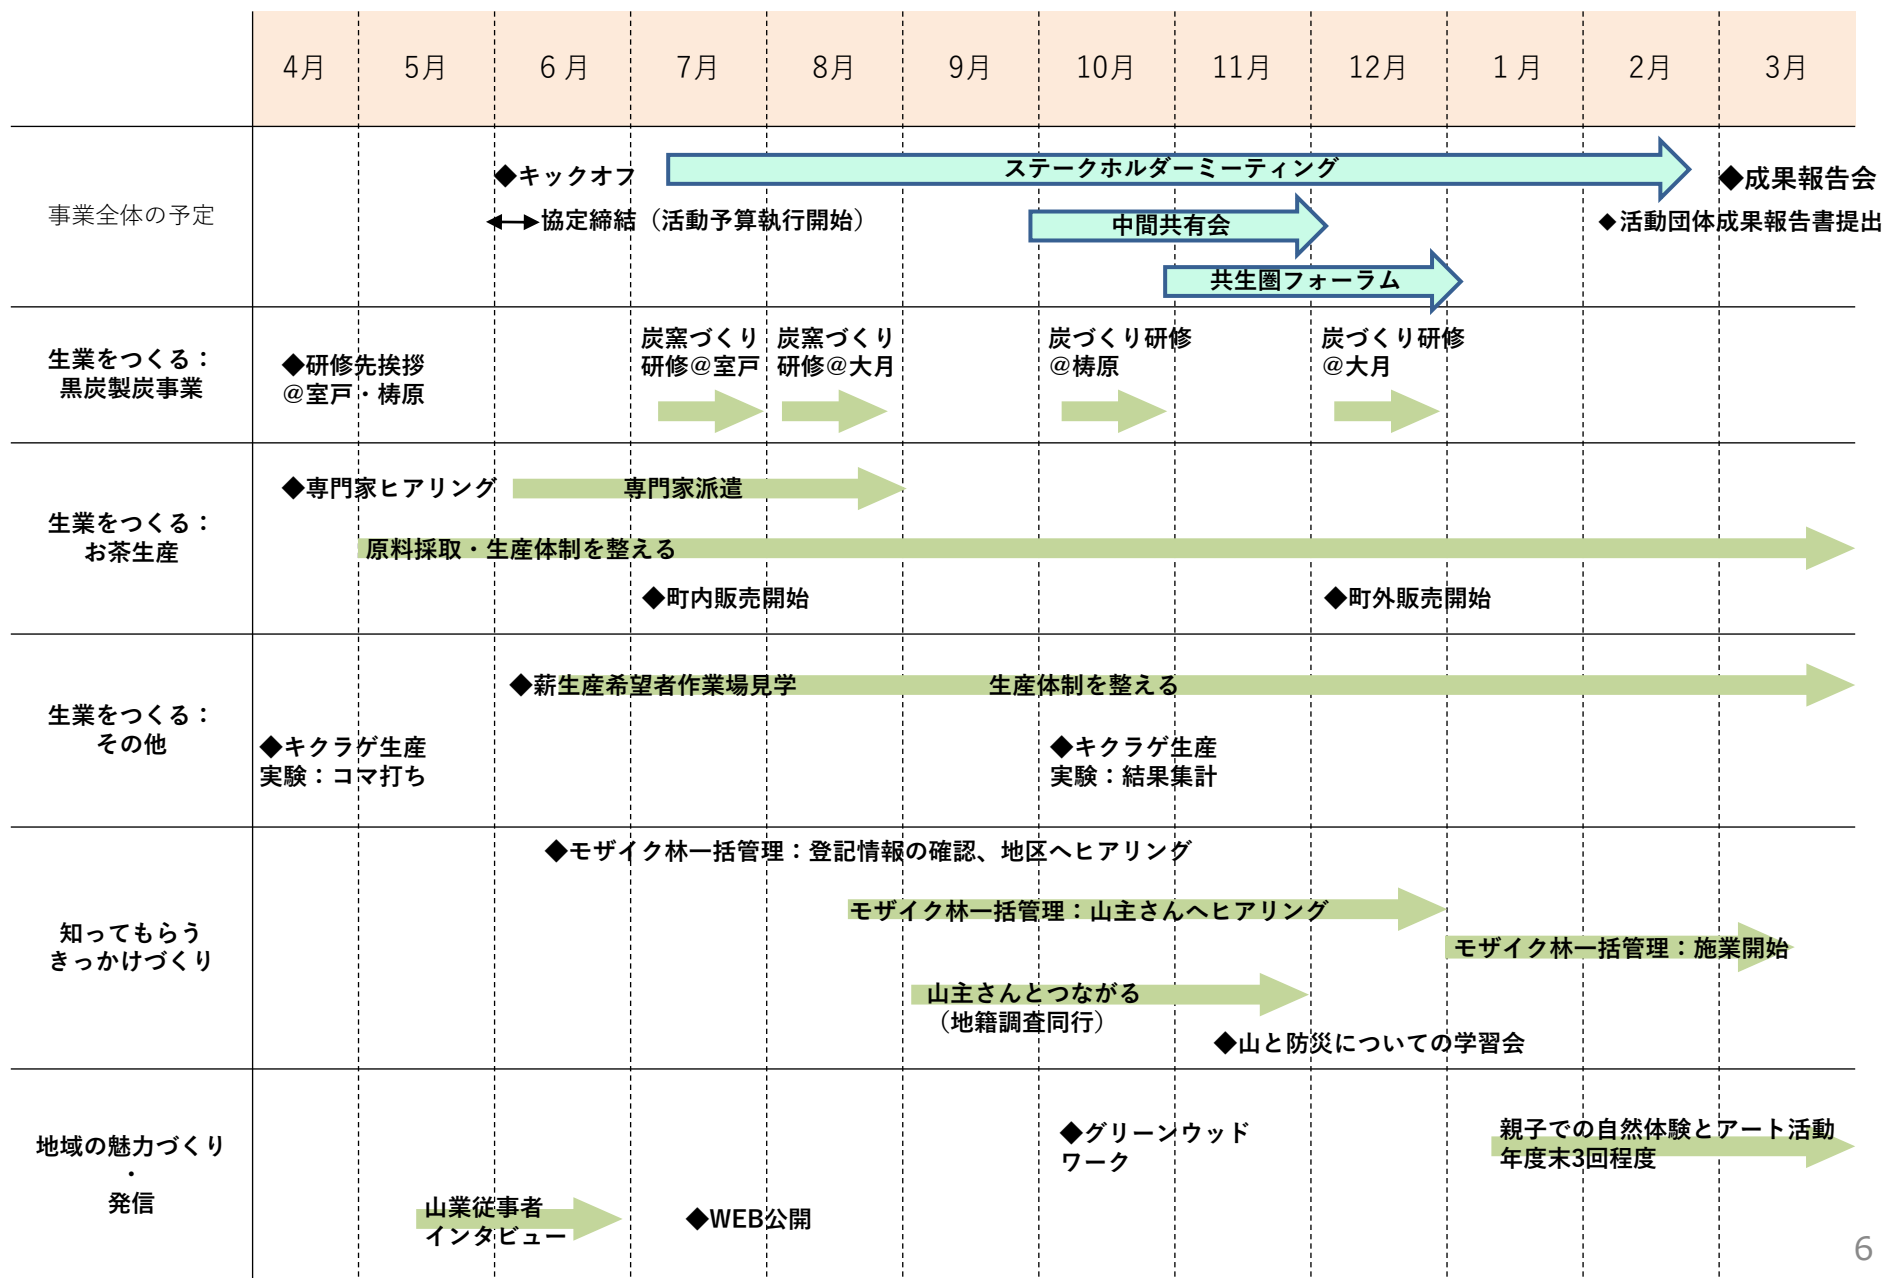 4月
5月
6月
7月
8月
9月
10月
11月
12月
1月
2月
3月
事業全体の予定
◆キックオフ
ステークホルダーミーティング
◆成果報告会
協定締結（活動予算執行開始）
中間共有会
◆活動団体成果報告書提出
共生圏フォーラム
生業をつくる：
黒炭製炭事業
◆研修先挨拶
@室戸・梼原
炭窯づくり
研修@室戸
炭窯づくり
研修@大月
炭づくり研修
@梼原
炭づくり研修
@大月
生業をつくる：
お茶生産
◆専門家ヒアリング
専門家派遣
原料採取・生産体制を整える
◆町内販売開始
◆町外販売開始
生業をつくる：
その他
◆薪生産希望者作業場見学
生産体制を整える
◆キクラゲ生産
実験：コマ打ち
◆キクラゲ生産
実験：結果集計
知ってもらう
きっかけづくり
◆モザイク林一括管理：登記情報の確認、地区へヒアリング
モザイク林一括管理：山主さんへヒアリング
モザイク林一括管理：施業開始
山主さんとつながる
（地籍調査同行）
◆山と防災についての学習会
地域の魅力づくり
・
発信
◆グリーンウッド
ワーク
親子での自然体験とアート活動
年度末3回程度
山業従事者
インタビュー
◆WEB公開
6